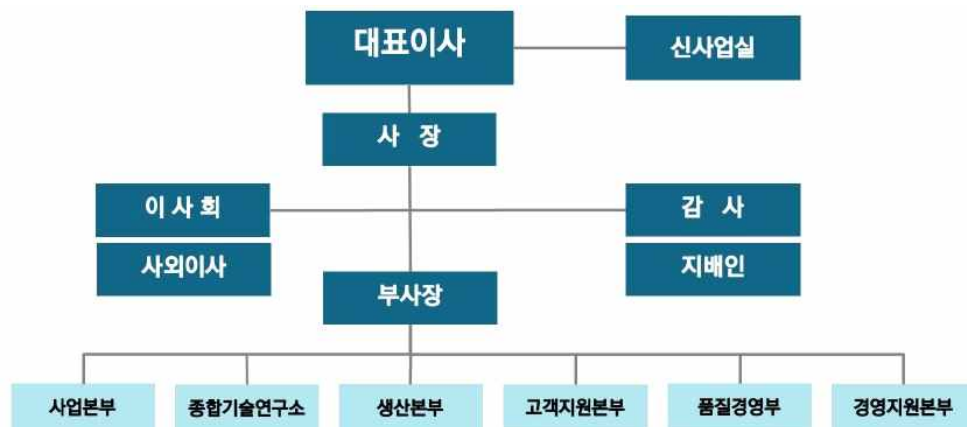 대표이사
신사업실
사 장
이 사 회
감 사
사외이사
지배인
부사장
사업본부
종합기술연구소
생산본부
고객지원본부
품질경영부
경영지원본부